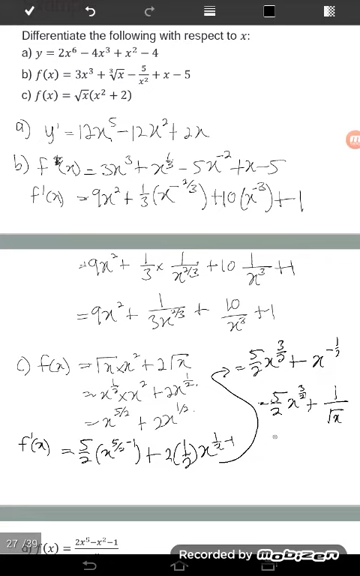 Differentiate the following with respect to x:
a) y = 2x⁶ − 4x³ + x² − 4
b) f(x) = 3x³ + ∛x − 5/x² + x − 5
c) f(x) = √x(x² + 2)
a) y' = 12x⁵ − 12x² + 2x
b) f(x) = 3x³ + x^(1/3) − 5x⁻² + x − 5
f'(x) = 9x² + 1/3 (x^(−2/3)) + 10(x⁻³) + 1
= 9x² + 1/3 × 1/x^(2/3) + 10 1/x³ + 1
= 9x² + 1/3x^(2/3) + 10/x³ + 1
c) f(x) = √x × x² + 2√x
= x^(1/2) × x² + 2x^(1/2)
= x^(5/2) + 2x^(1/2)
f'(x) = 5/2 (x^(5/2 −1)) + 2(1/2) x^(1/2 −1)
= 5/2 x^(3/2) + x^(−1/2)
= 5/2 x^(3/2) + 1/√x
27 / 39
f(x) = 2x⁵−x²−1
Recorded by Mobizen